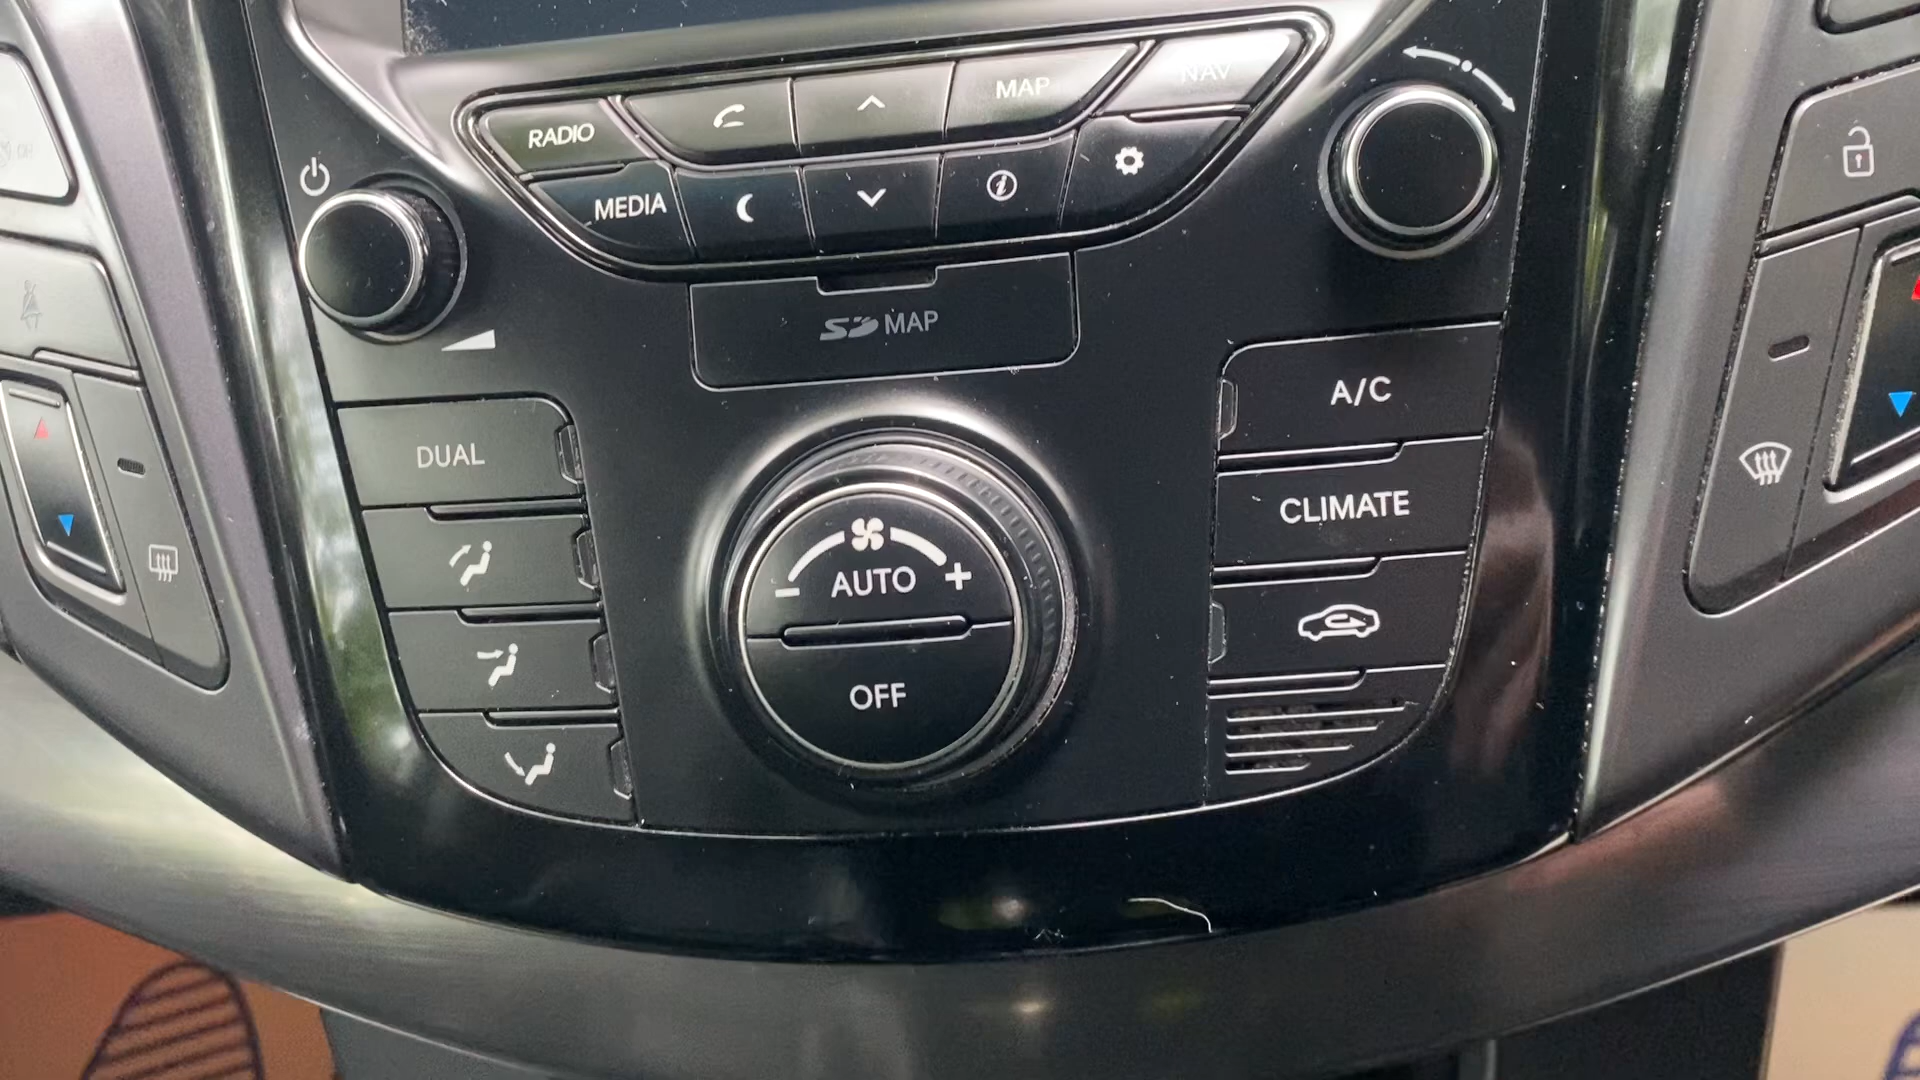 NAV
MAP
RADIO
MEDIA
SD MAP
A/C
DUAL
CLIMATE
- AUTO +
OFF